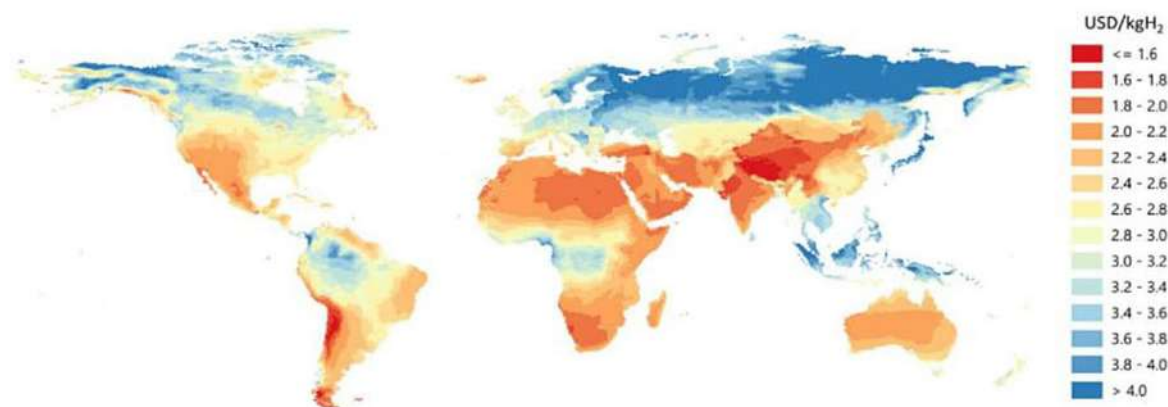 USD/kgH₂
<= 1.6
1.6 - 1.8
1.8 - 2.0
2.0 - 2.2
2.2 - 2.4
2.4 - 2.6
2.6 - 2.8
2.8 - 3.0
3.0 - 3.2
3.2 - 3.4
3.4 - 3.6
3.6 - 3.8
3.8 - 4.0
> 4.0